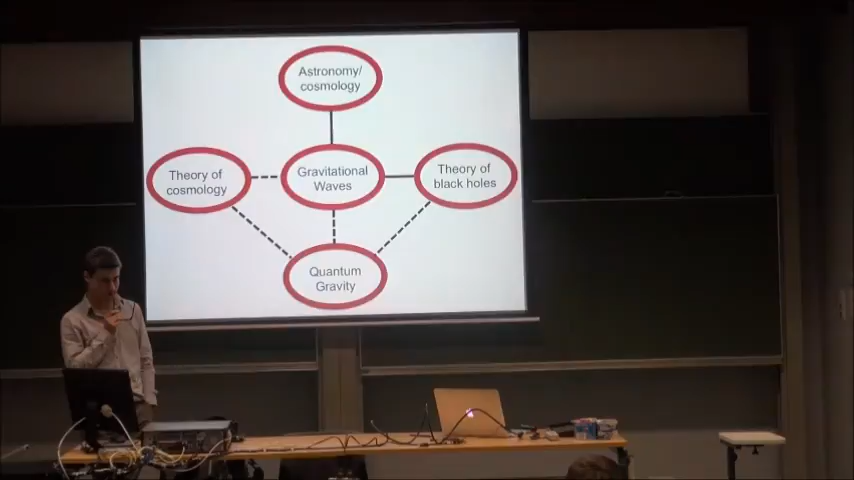 Astronomy/
cosmology
Theory of
cosmology
Gravitational
Waves
Theory of
black holes
Quantum
Gravity